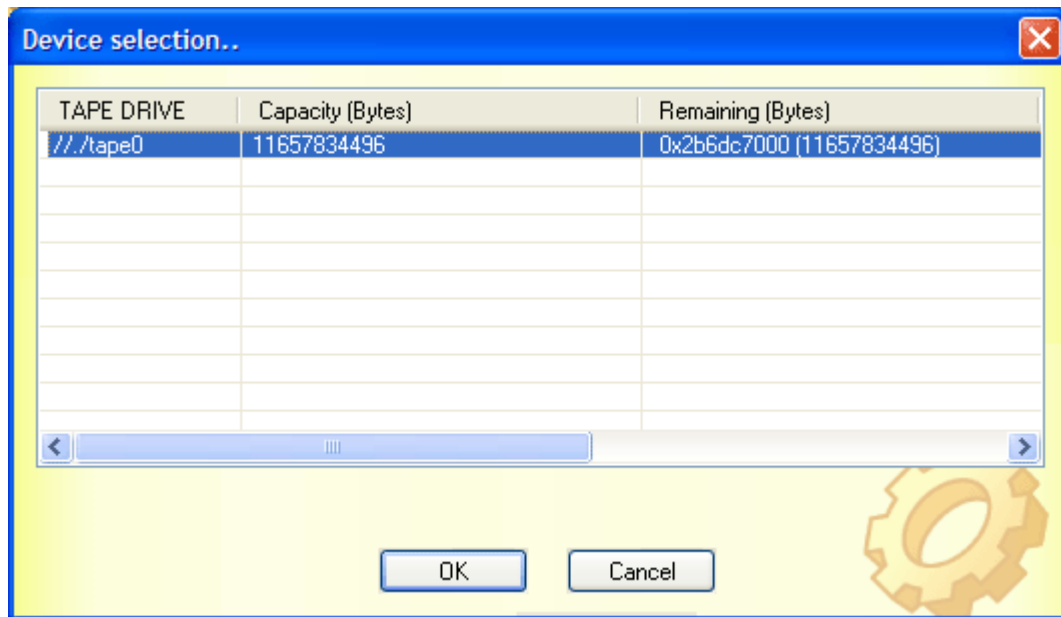 Device selection..
TAPE DRIVE Capacity (Bytes) Remaining (Bytes)
//./tape0 11657834496 0x2b6dc7000 (11657834496)
OK Cancel